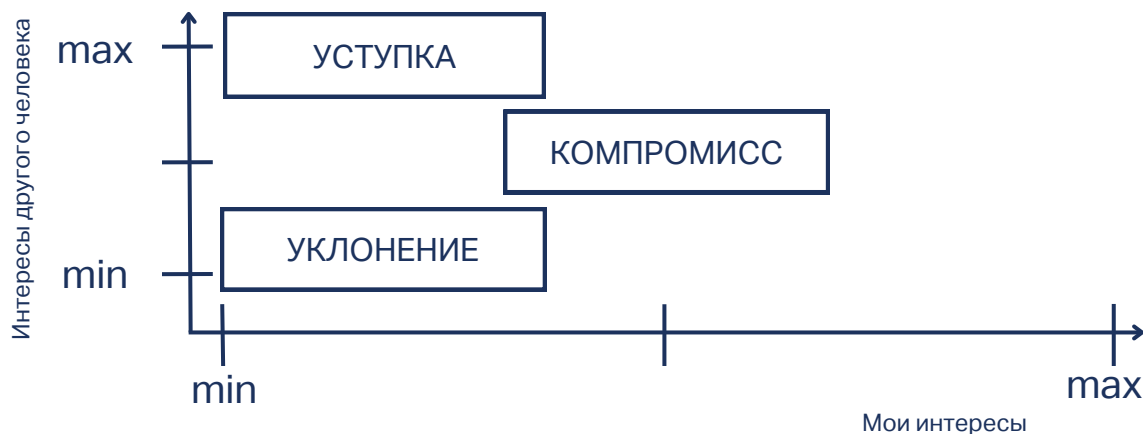 Интересы другого человека
max
УСТУПКА
КОМПРОМИСС
УКЛОНЕНИЕ
min
min
max
Мои интересы